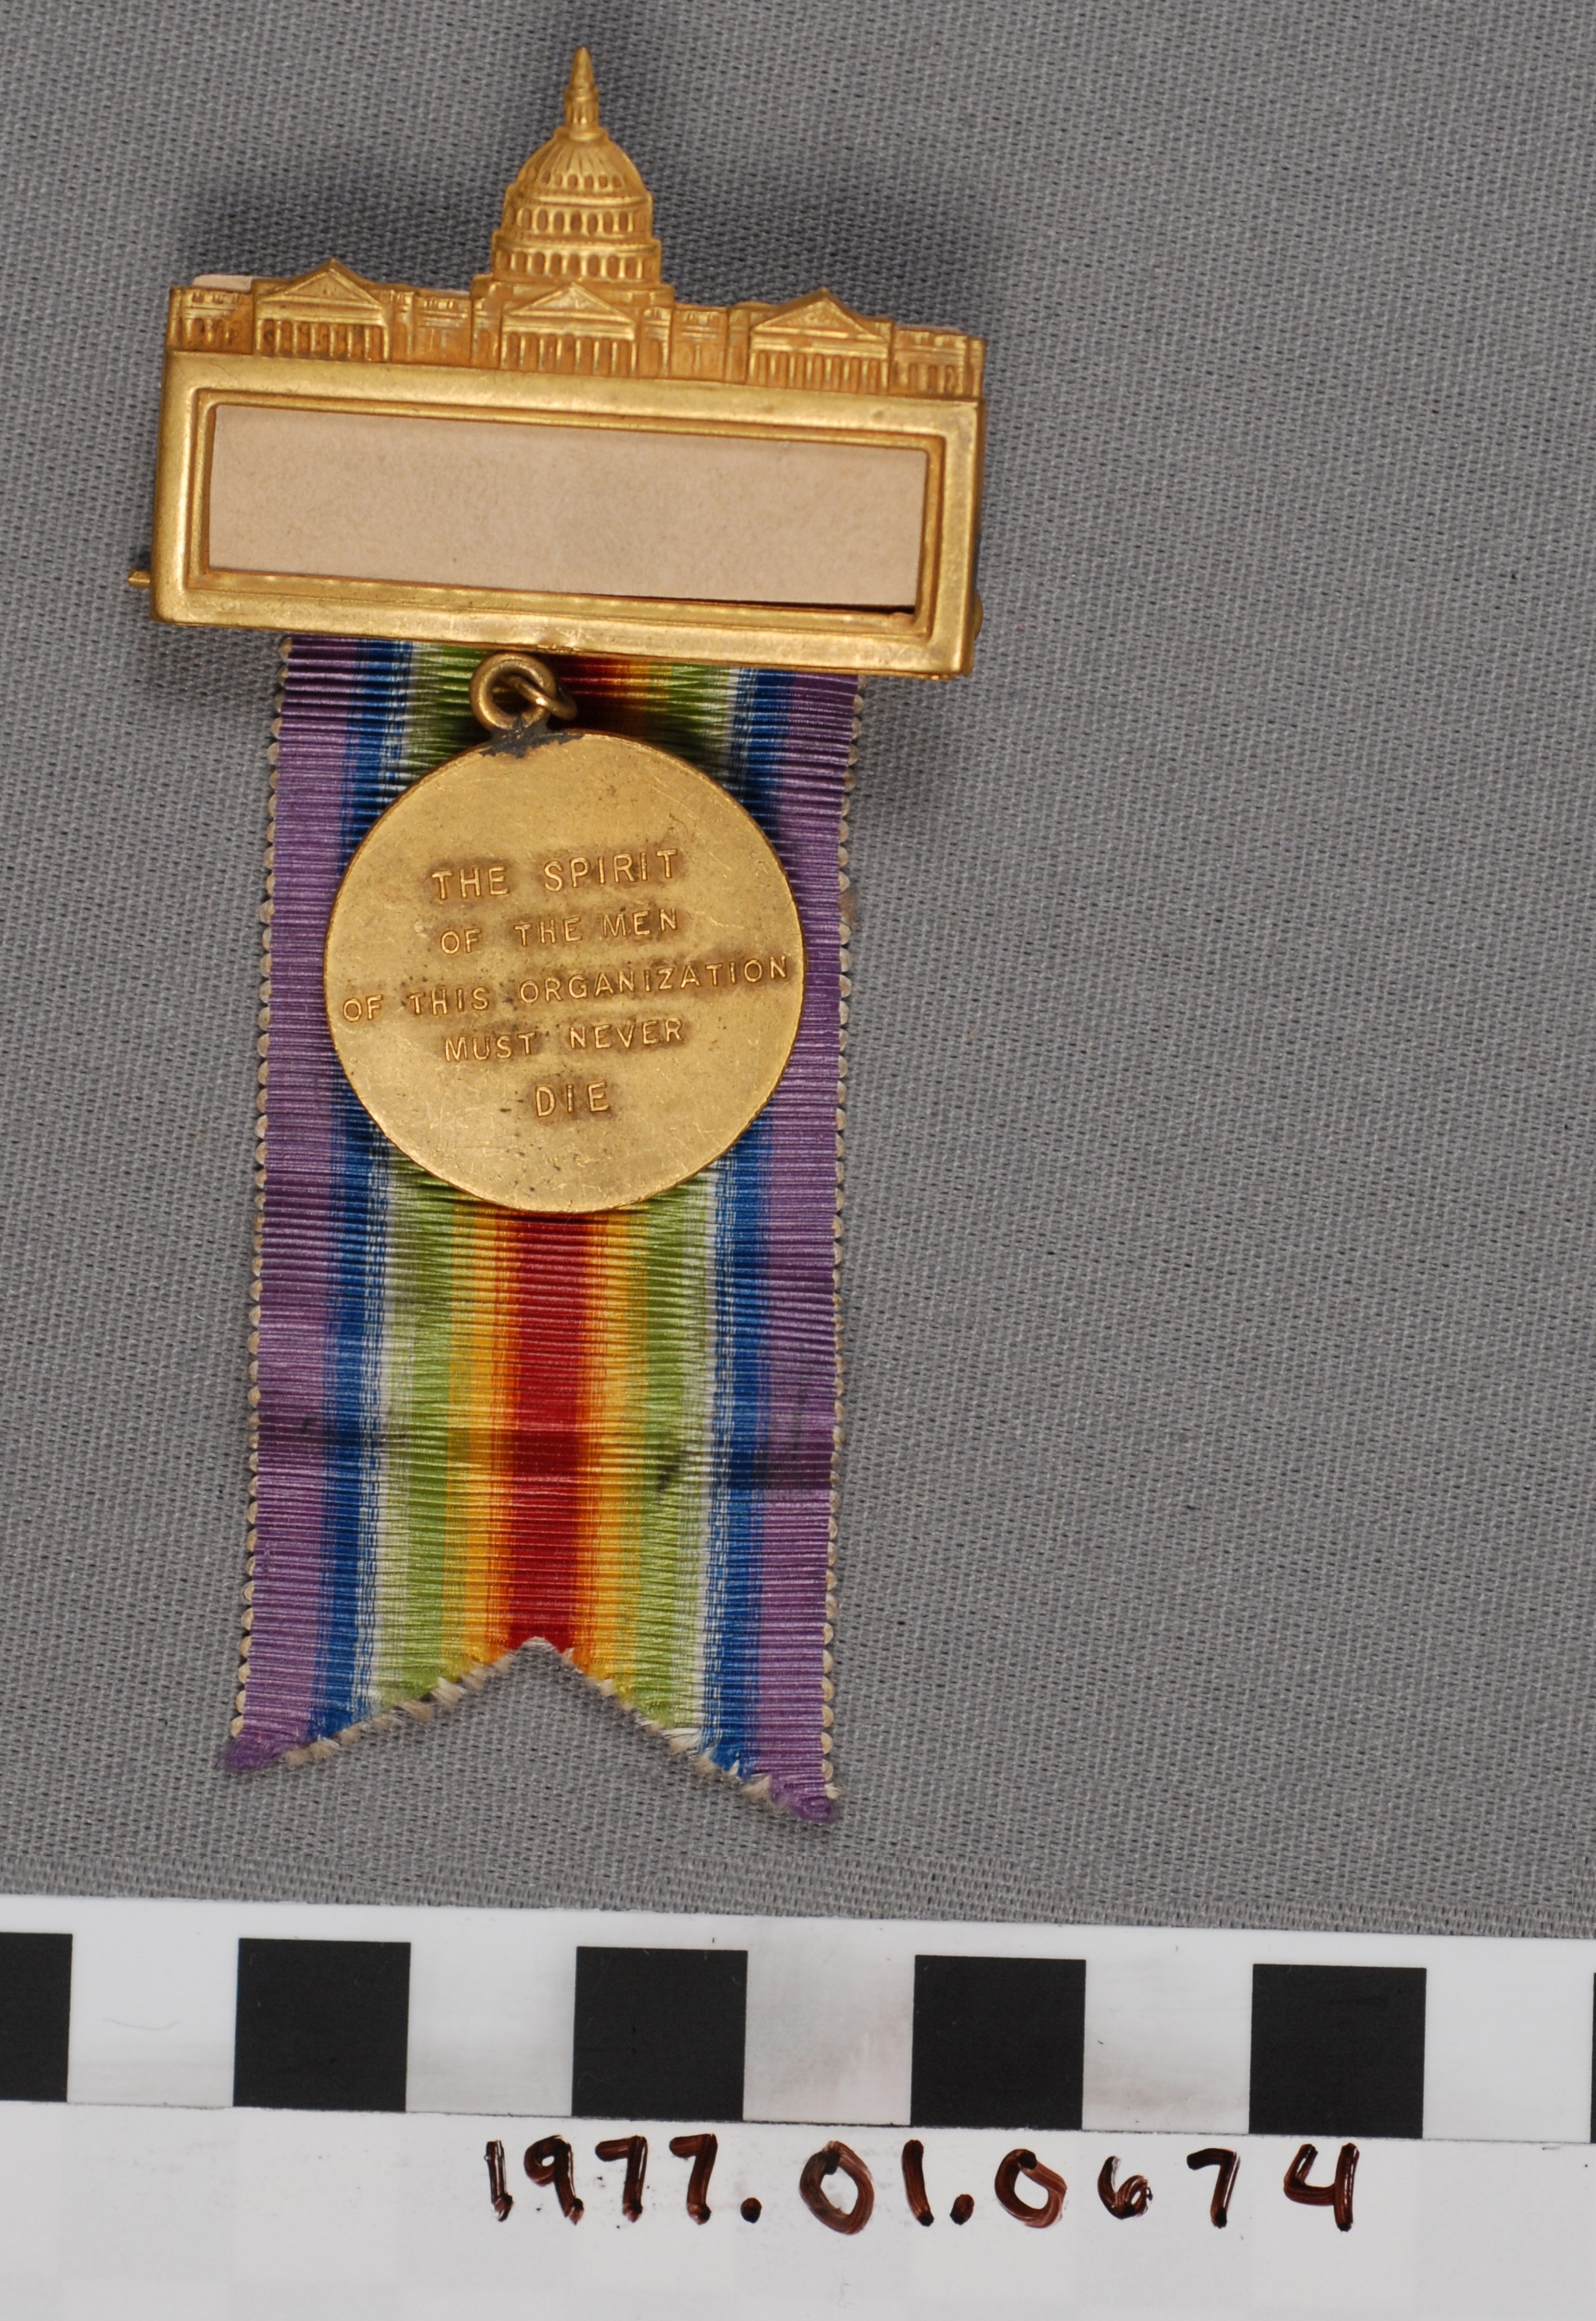 THE SPIRIT
OF THE MEN
OF THIS ORGANIZATION
MUST NEVER
DIE
1977.01.0674